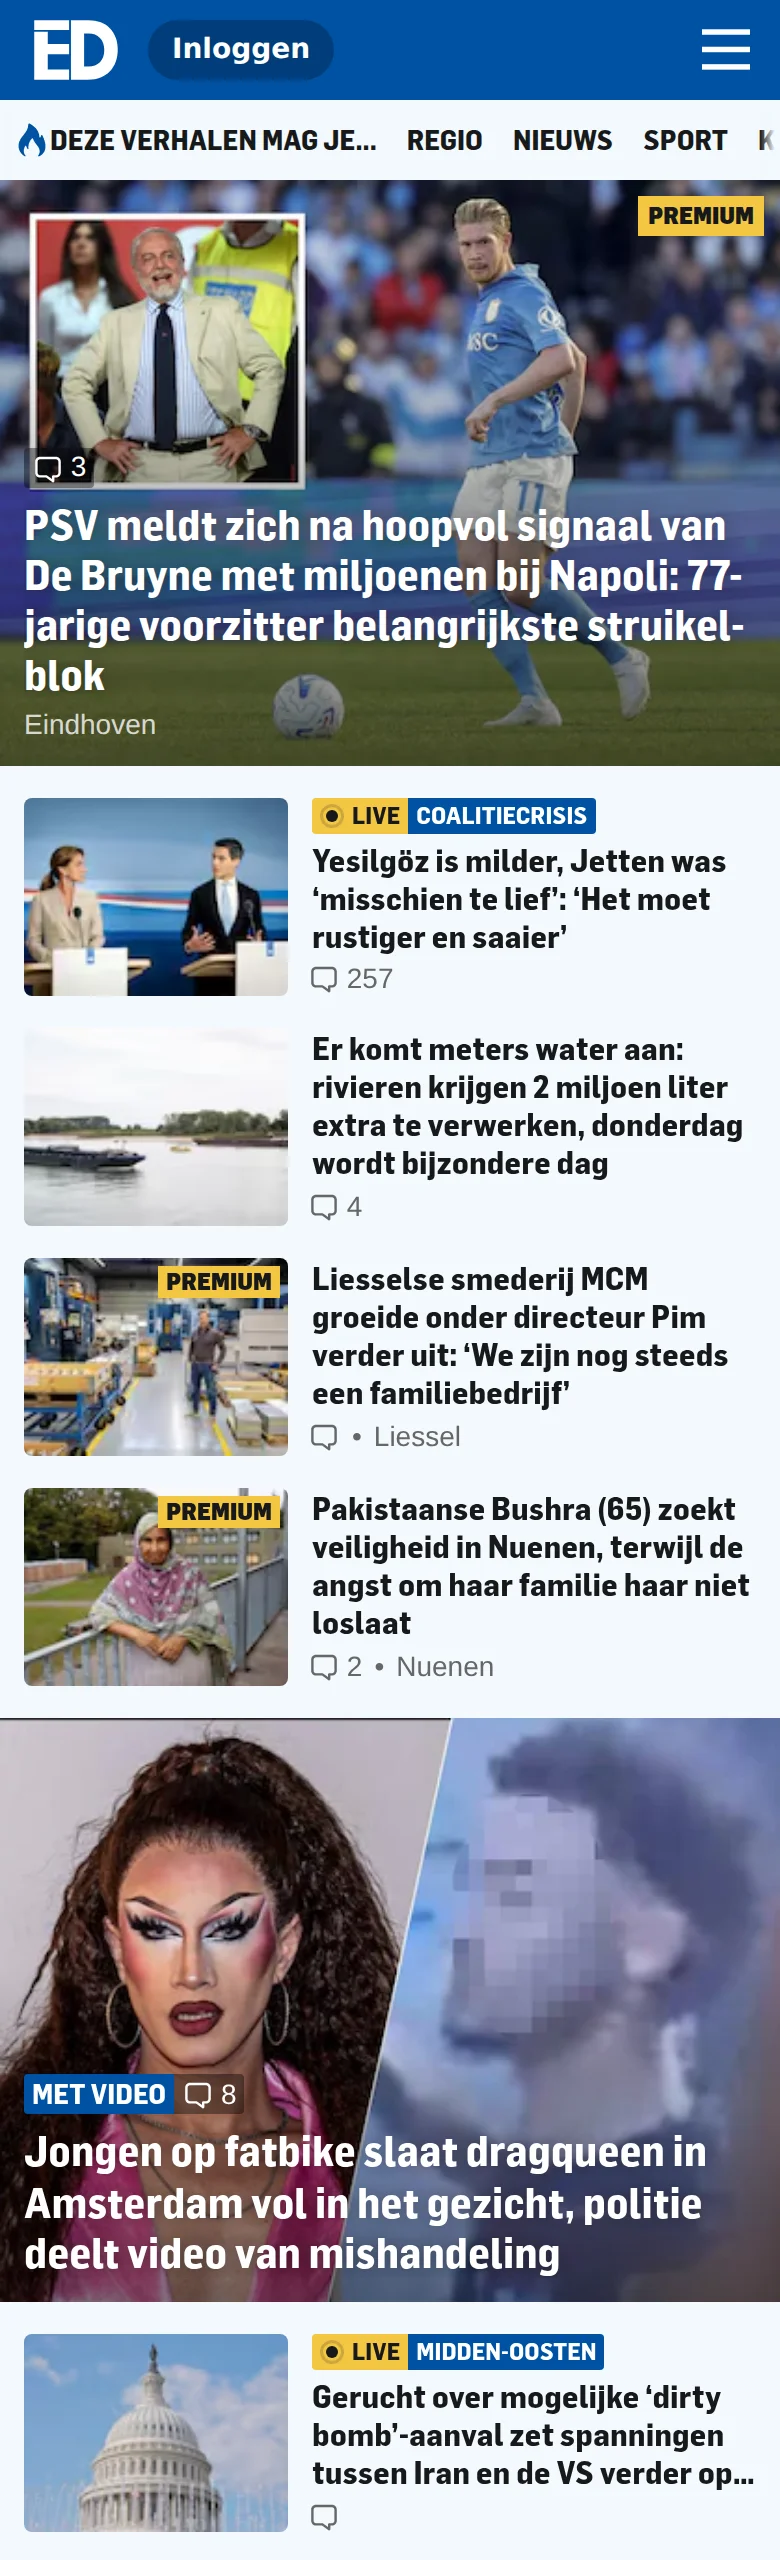 ED
Inloggen
DEZE VERHALEN MAG JE...
REGIO
NIEUWS
SPORT
K
PREMIUM
MSC
11
3
PSV meldt zich na hoopvol signaal van
De Bruyne met miljoenen bij Napoli: 77-
jarige voorzitter belangrijkste struikel-
blok
Eindhoven
LIVE COALITIECRISIS
Yesilgöz is milder, Jetten was
‘misschien te lief’: ‘Het moet
rustiger en saaier’
257
Er komt meters water aan:
rivieren krijgen 2 miljoen liter
extra te verwerken, donderdag
wordt bijzondere dag
4
PREMIUM
Liesselse smederij MCM
groeide onder directeur Pim
verder uit: ‘We zijn nog steeds
een familiebedrijf’
• Liessel
PREMIUM
Pakistaanse Bushra (65) zoekt
veiligheid in Nuenen, terwijl de
angst om haar familie haar niet
loslaat
2 • Nuenen
MET VIDEO 8
Jongen op fatbike slaat dragqueen in
Amsterdam vol in het gezicht, politie
deelt video van mishandeling
LIVE MIDDEN-OOSTEN
Gerucht over mogelijke ‘dirty
bomb’-aanval zet spanningen
tussen Iran en de VS verder op...